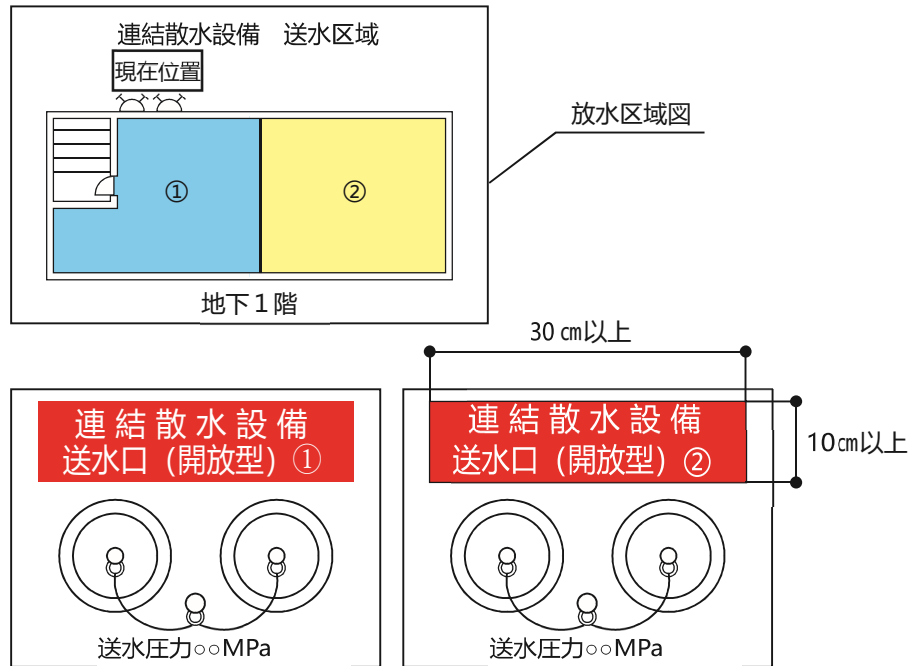 連結散水設備　送水区域
現在位置
放水区域図
①
②
地下１階
30㎝以上
連結散水設備
送水口（開放型）①
連結散水設備
送水口（開放型）②
10㎝以上
送水圧力○○MPa
送水圧力○○MPa